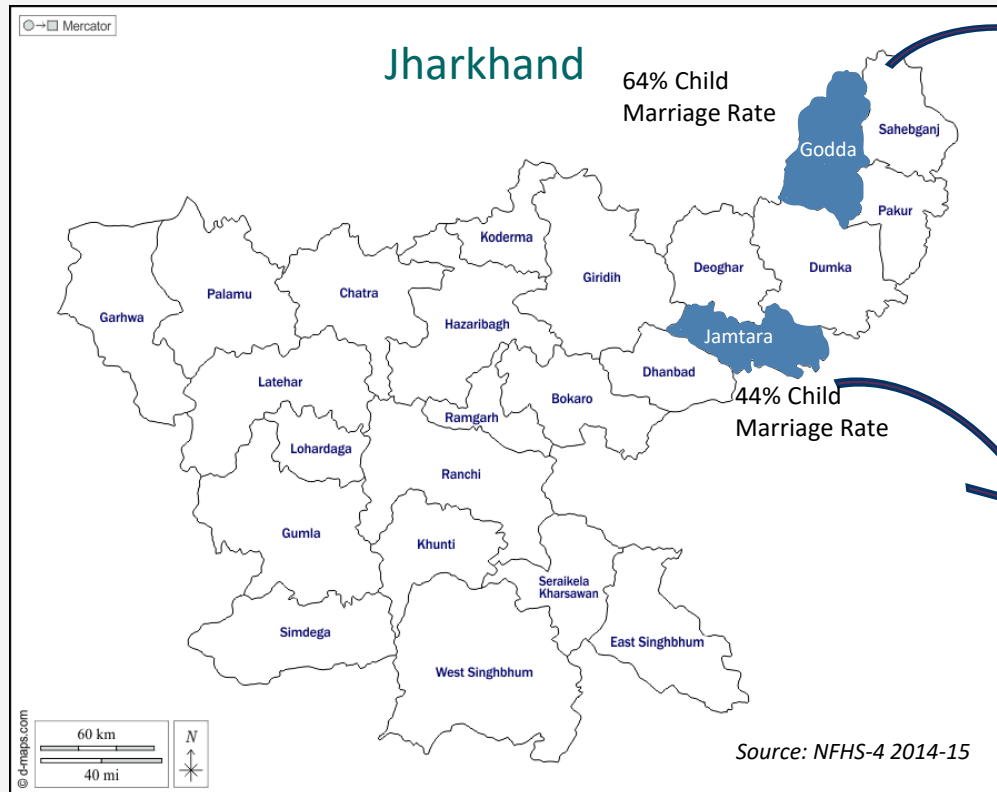 Mercator
Jharkhand
64% Child
Marriage Rate
Sahebganj
Godda
Pakur
Koderma
Giridih
Deoghar
Dumka
Garhwa
Palamu
Chatra
Hazaribagh
Jamtara
Latehar
Dhanbad
44% Child
Marriage Rate
Bokaro
Ramgarh
Lohardaga
Ranchi
Gumla
Khunti
Seraikela
Kharsawan
Simdega
East Singhbhum
West Singhbhum
60 km
40 mi
N
Source: NFHS-4 2014-15
© d-maps.com